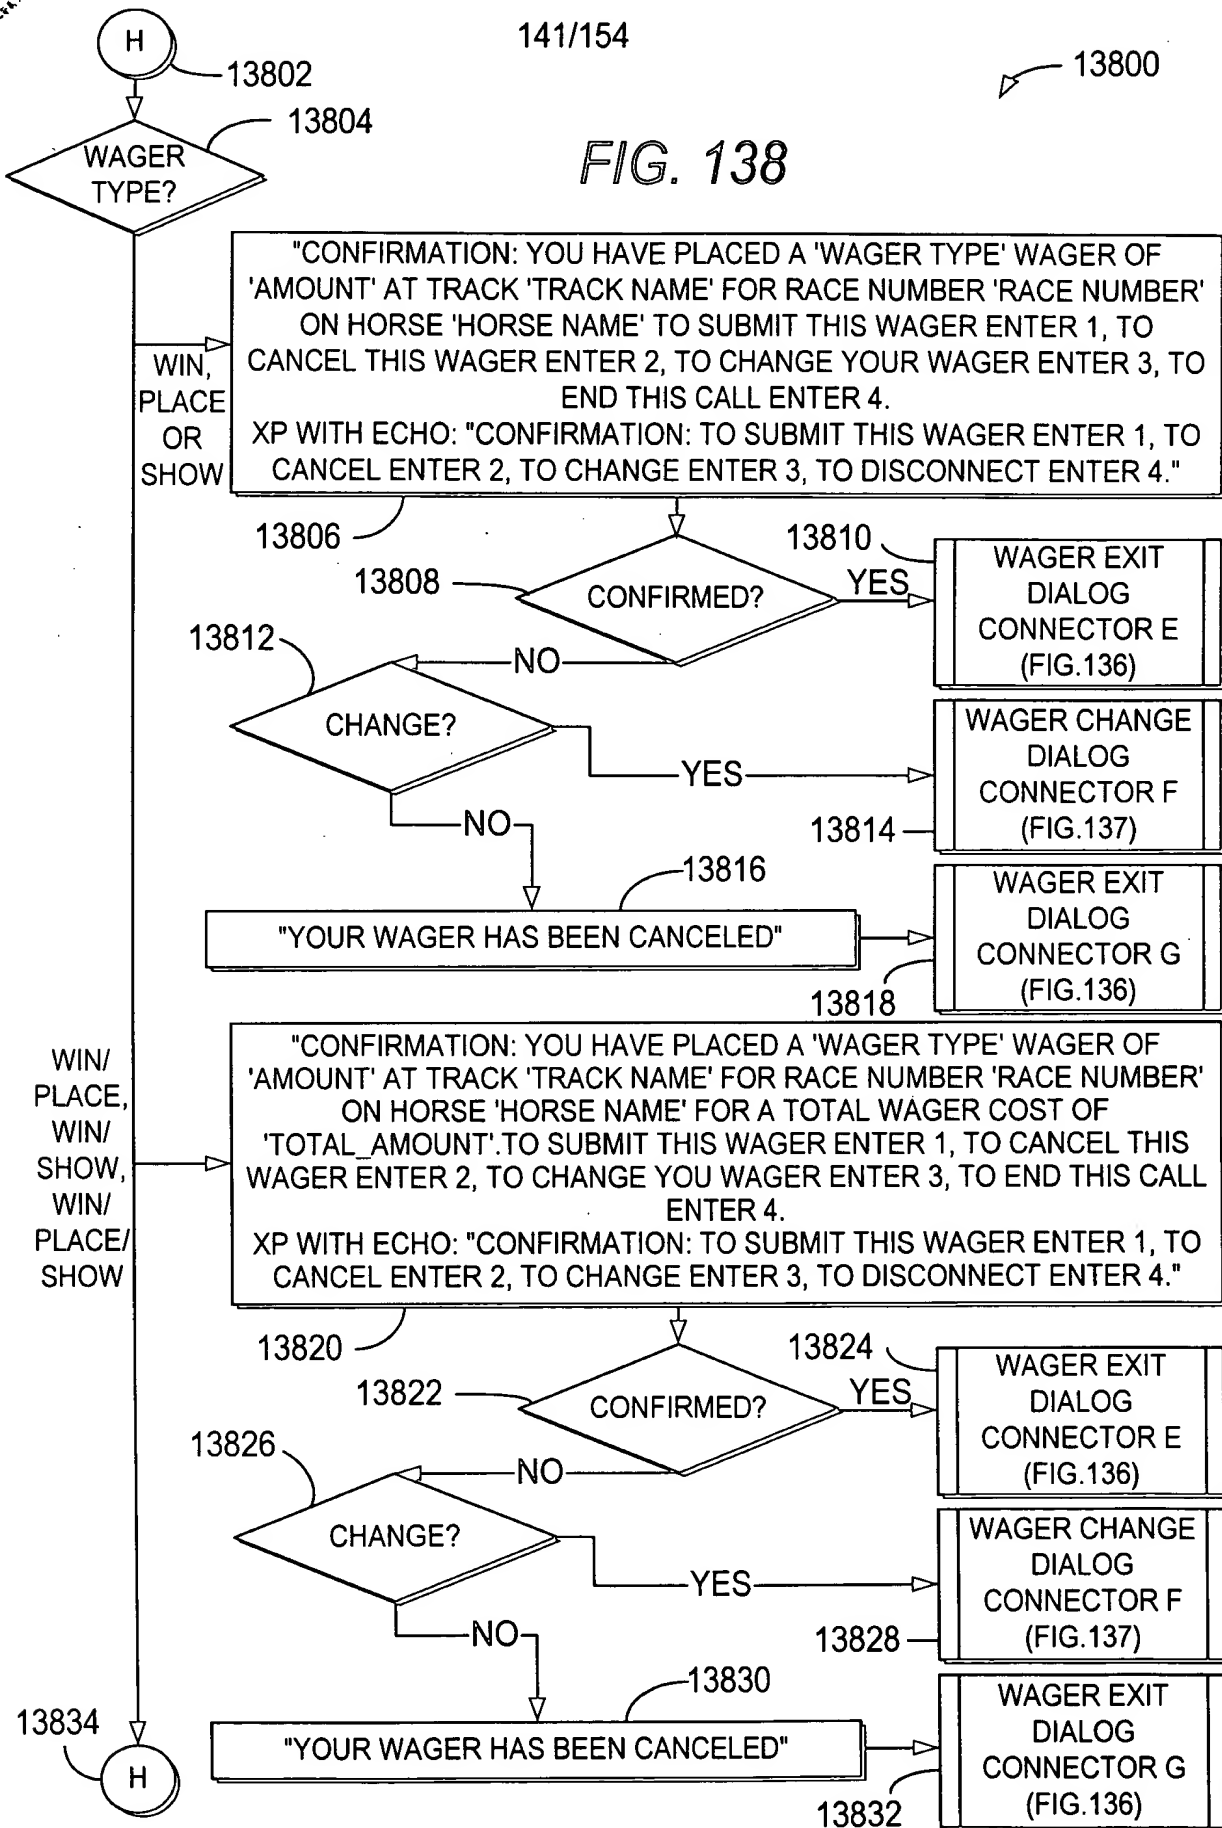 141/154
H
13802
13800
13804
WAGER
TYPE?
FIG. 138
"CONFIRMATION: YOU HAVE PLACED A 'WAGER TYPE' WAGER OF
'AMOUNT' AT TRACK 'TRACK NAME' FOR RACE NUMBER 'RACE NUMBER'
ON HORSE 'HORSE NAME' TO SUBMIT THIS WAGER ENTER 1, TO
CANCEL THIS WAGER ENTER 2, TO CHANGE YOUR WAGER ENTER 3, TO
END THIS CALL ENTER 4.
XP WITH ECHO: "CONFIRMATION: TO SUBMIT THIS WAGER ENTER 1, TO
CANCEL ENTER 2, TO CHANGE ENTER 3, TO DISCONNECT ENTER 4."
WIN,
PLACE
OR
SHOW
13806
13808
CONFIRMED?
YES
13810
WAGER EXIT
DIALOG
CONNECTOR E
(FIG.136)
NO
13812
CHANGE?
YES
WAGER CHANGE
DIALOG
CONNECTOR F
(FIG.137)
13814
NO
13816
"YOUR WAGER HAS BEEN CANCELED"
WAGER EXIT
DIALOG
CONNECTOR G
(FIG.136)
13818
WIN/
PLACE,
WIN/
SHOW,
WIN/
PLACE/
SHOW
"CONFIRMATION: YOU HAVE PLACED A 'WAGER TYPE' WAGER OF
'AMOUNT' AT TRACK 'TRACK NAME' FOR RACE NUMBER 'RACE NUMBER'
ON HORSE 'HORSE NAME' FOR A TOTAL WAGER COST OF
'TOTAL_AMOUNT'.TO SUBMIT THIS WAGER ENTER 1, TO CANCEL THIS
WAGER ENTER 2, TO CHANGE YOU WAGER ENTER 3, TO END THIS CALL
ENTER 4.
XP WITH ECHO: "CONFIRMATION: TO SUBMIT THIS WAGER ENTER 1, TO
CANCEL ENTER 2, TO CHANGE ENTER 3, TO DISCONNECT ENTER 4."
13820
13822
CONFIRMED?
YES
13824
WAGER EXIT
DIALOG
CONNECTOR E
(FIG.136)
NO
13826
CHANGE?
YES
WAGER CHANGE
DIALOG
CONNECTOR F
(FIG.137)
13828
NO
13830
"YOUR WAGER HAS BEEN CANCELED"
WAGER EXIT
DIALOG
CONNECTOR G
(FIG.136)
13832
13834
H